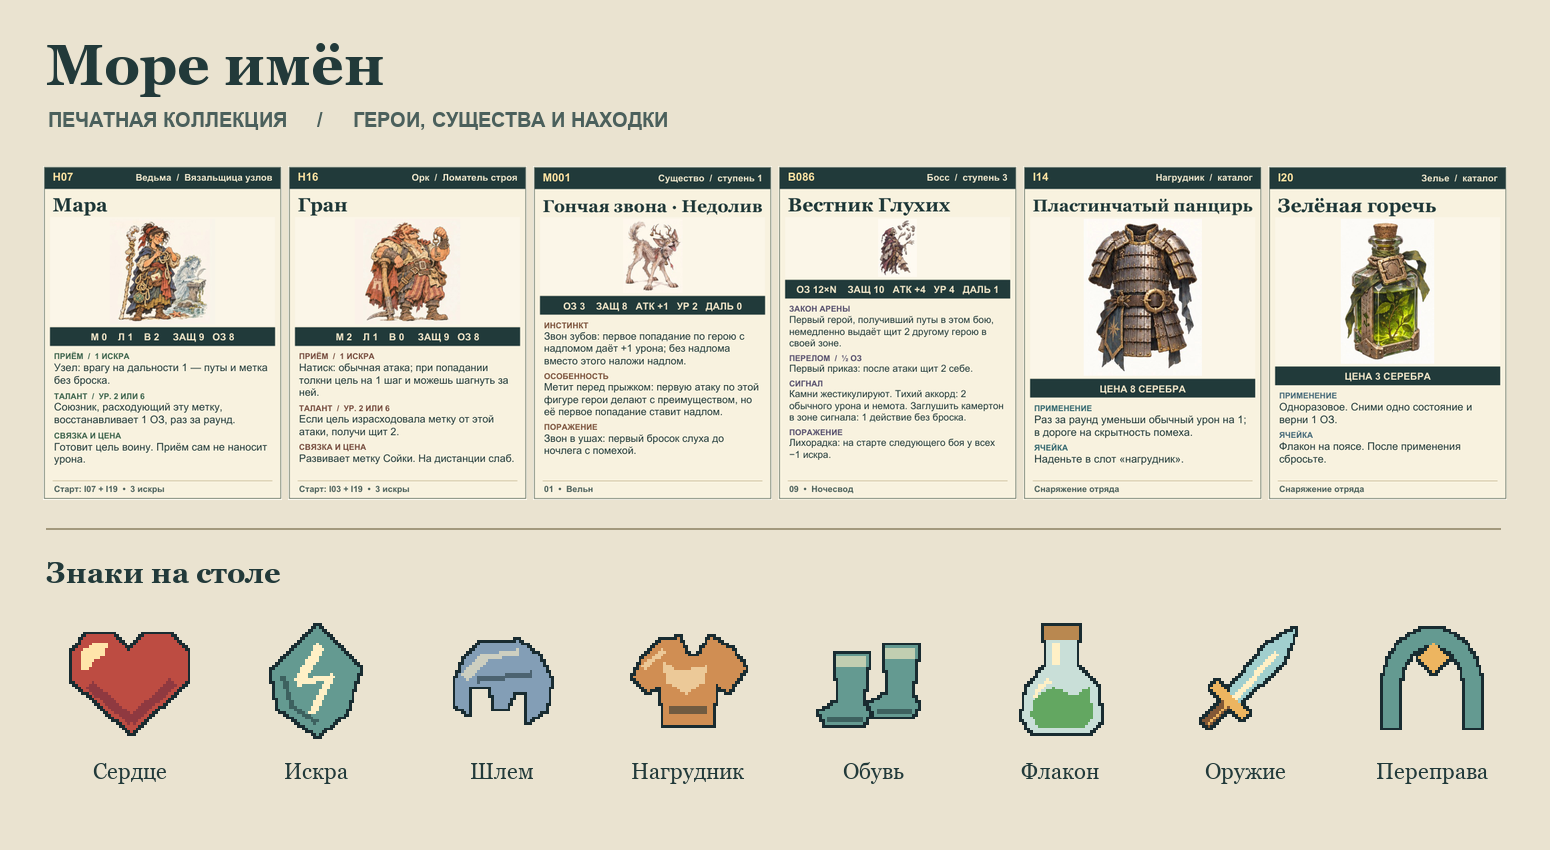 Море имён
ПЕЧАТНАЯ КОЛЛЕКЦИЯ / ГЕРОИ, СУЩЕСТВА И НАХОДКИ
H07 Ведьма / Вязальщица узлов
Мара
М 0 Л 1 В 2 ЗАЩ 9 ОЗ 8
ПРИЁМ / 1 ИСКРА
Узел: врагу на дальности 1 — путы и метка
без броска.
ТАЛАНТ / УР. 2 ИЛИ 6
Союзник, расходующий эту метку,
восстанавливает 1 ОЗ, раз за раунд.
СВЯЗКА И ЦЕНА
Готовит цель воину. Приём сам не наносит
урона.
Старт: I07 + I19 • 3 искры
H16 Орк / Ломатель строя
Гран
М 2 Л 1 В 0 ЗАЩ 9 ОЗ 8
ПРИЁМ / 1 ИСКРА
Натиск: обычная атака; при попадании
толкни цель на 1 шаг и можешь шагнуть за
ней.
ТАЛАНТ / УР. 2 ИЛИ 6
Если цель израсходовала метку от этой
атаки, получи щит 2.
СВЯЗКА И ЦЕНА
Развивает метку Сойки. На дистанции слаб.
Старт: I03 + I19 • 3 искры
M001 Существо / ступень 1
Гончая звона · Недолив
ОЗ 3 ЗАЩ 8 АТК +1 УР 2 ДАЛЬ 0
ИНСТИНКТ
Звон зубов: первое попадание по герою с
надломом даёт +1 урона; без надлома
вместо этого наложи надлом.
ОСОБЕННОСТЬ
Метит перед прыжком: первую атаку по этой
фигуре герои делают с преимуществом, но
её первое попадание ставит надлом.
ПОРАЖЕНИЕ
Звон в ушах: первый бросок слуха до
ночлега с помехой.
01 • Вельн
B086 Босс / ступень 3
Вестник Глухих
ОЗ 12×N ЗАЩ 10 АТК +4 УР 4 ДАЛЬ 1
ЗАКОН АРЕНЫ
Первый герой, получивший путы в этом бою,
немедленно выдаёт щит 2 другому герою в
своей зоне.
ПЕРЕЛОМ / ½ ОЗ
Первый приказ: после атаки щит 2 себе.
СИГНАЛ
Камни жестикулируют. Тихий аккорд: 2
обычного урона и немота. Заглушить камертон
в зоне сигнала: 1 действие без броска.
ПОРАЖЕНИЕ
Лихорадка: на старте следующего боя у всех
−1 искра.
09 • Ночесвод
I14 Нагрудник / каталог
Пластинчатый панцирь
ЦЕНА 8 СЕРЕБРА
ПРИМЕНЕНИЕ
Раз за раунд уменьши обычный урон на 1;
в дороге на скрытность помеха.
ЯЧЕЙКА
Наденьте в слот «нагрудник».
Снаряжение отряда
I20 Зелье / каталог
Зелёная горечь
ЦЕНА 3 СЕРЕБРА
ПРИМЕНЕНИЕ
Одноразовое. Сними одно состояние и
верни 1 ОЗ.
ЯЧЕЙКА
Флакон на поясе. После применения
сбросьте.
Снаряжение отряда
Знаки на столе
Сердце
Искра
Шлем
Нагрудник
Обувь
Флакон
Оружие
Переправа